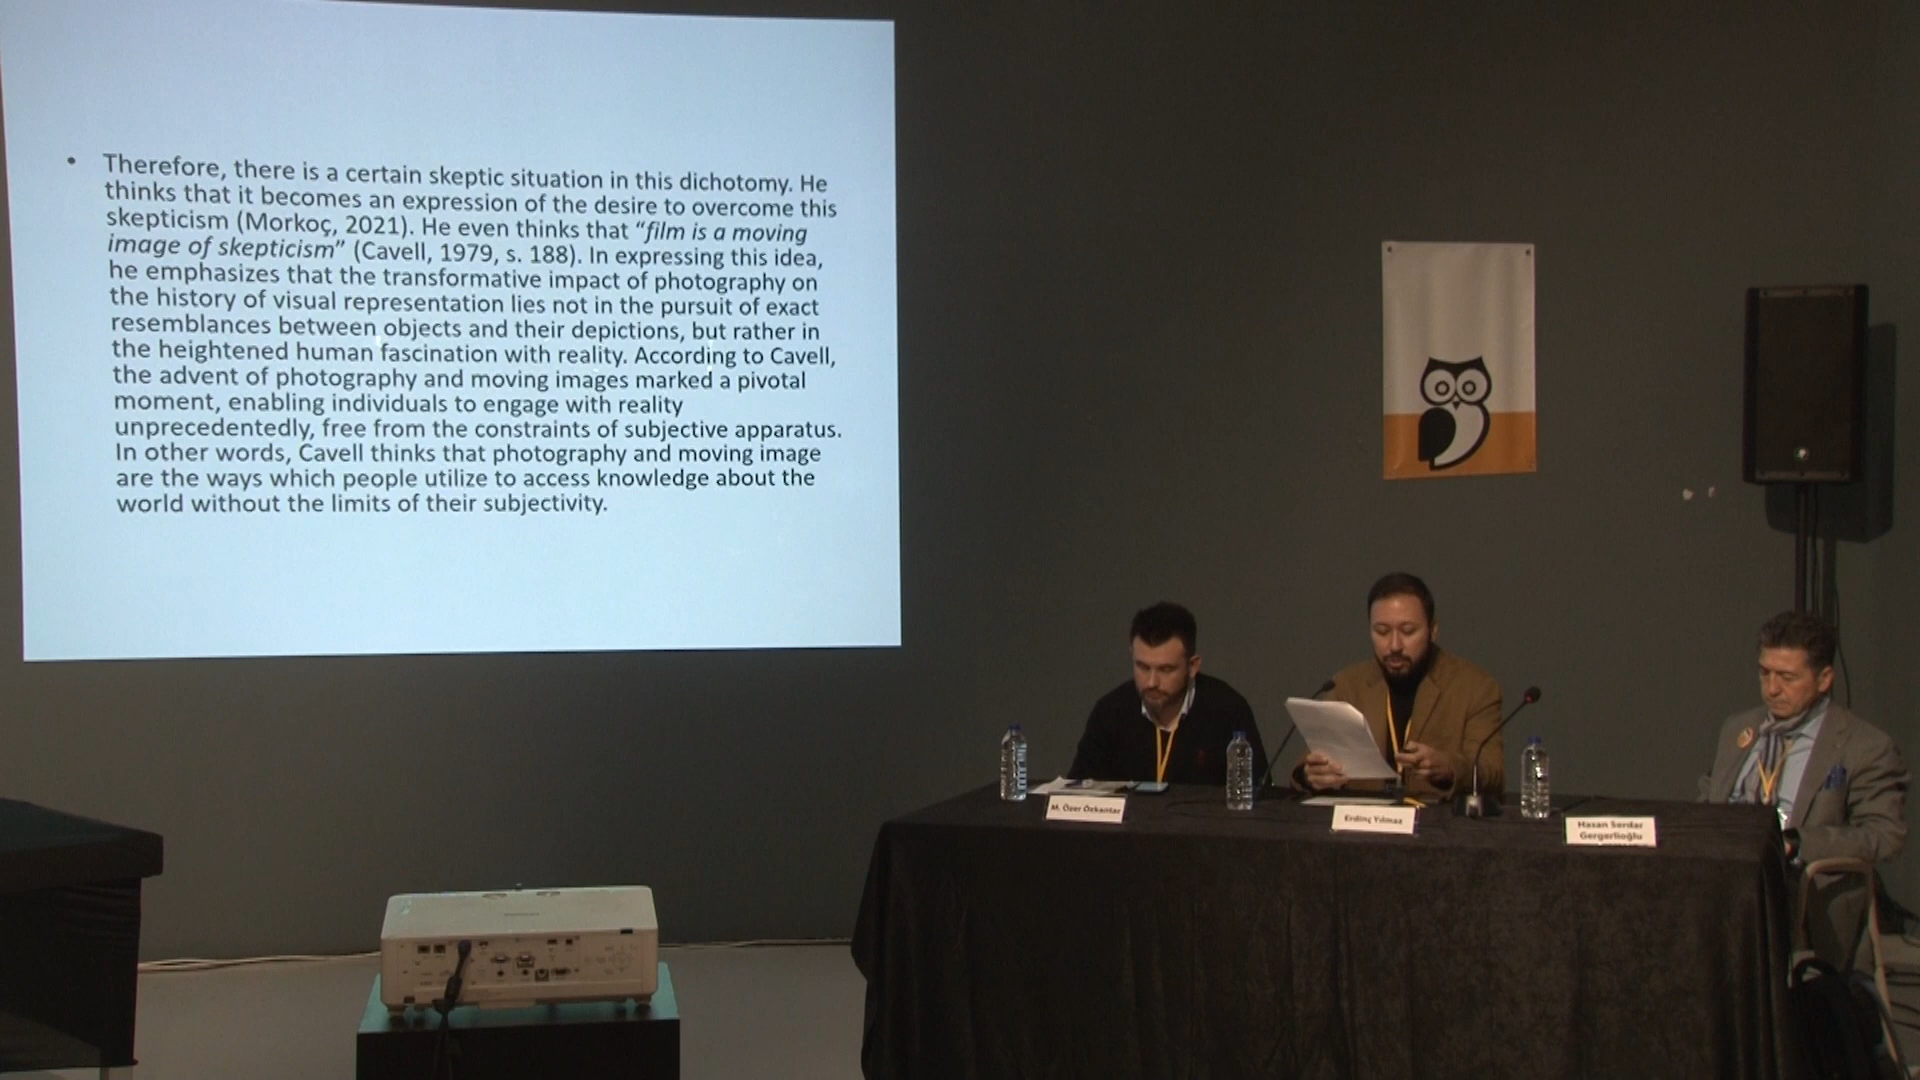 • Therefore, there is a certain skeptic situation in this dichotomy. He
thinks that it becomes an expression of the desire to overcome this
skepticism (Morkoç, 2021). He even thinks that “film is a moving
image of skepticism” (Cavell, 1979, s. 188). In expressing this idea,
he emphasizes that the transformative impact of photography on
the history of visual representation lies not in the pursuit of exact
resemblances between objects and their depictions, but rather in
the heightened human fascination with reality. According to Cavell,
the advent of photography and moving images marked a pivotal
moment, enabling individuals to engage with reality
unprecedentedly, free from the constraints of subjective apparatus.
In other words, Cavell thinks that photography and moving image
are the ways which people utilize to access knowledge about the
world without the limits of their subjectivity.
M. Özer Özkantar
Erdinç Yılmaz
Hasan Serdar
Gergerlioğlu